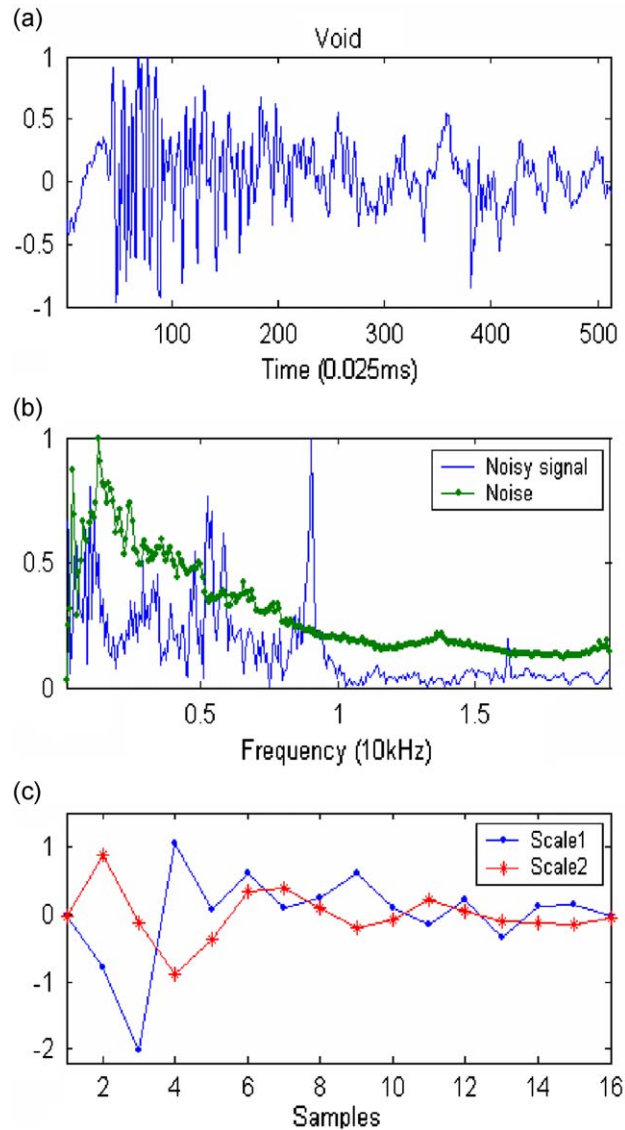 (a)
Void
1
0.5
0
-0.5
-1
100 200 300 400 500
Time (0.025ms)
(b)
1
0.5
0
Noisy signal
Noise
0.5 1 1.5
Frequency (10kHz)
(c)
1
0
-1
-2
Scale1
Scale2
2 4 6 8 10 12 14 16
Samples